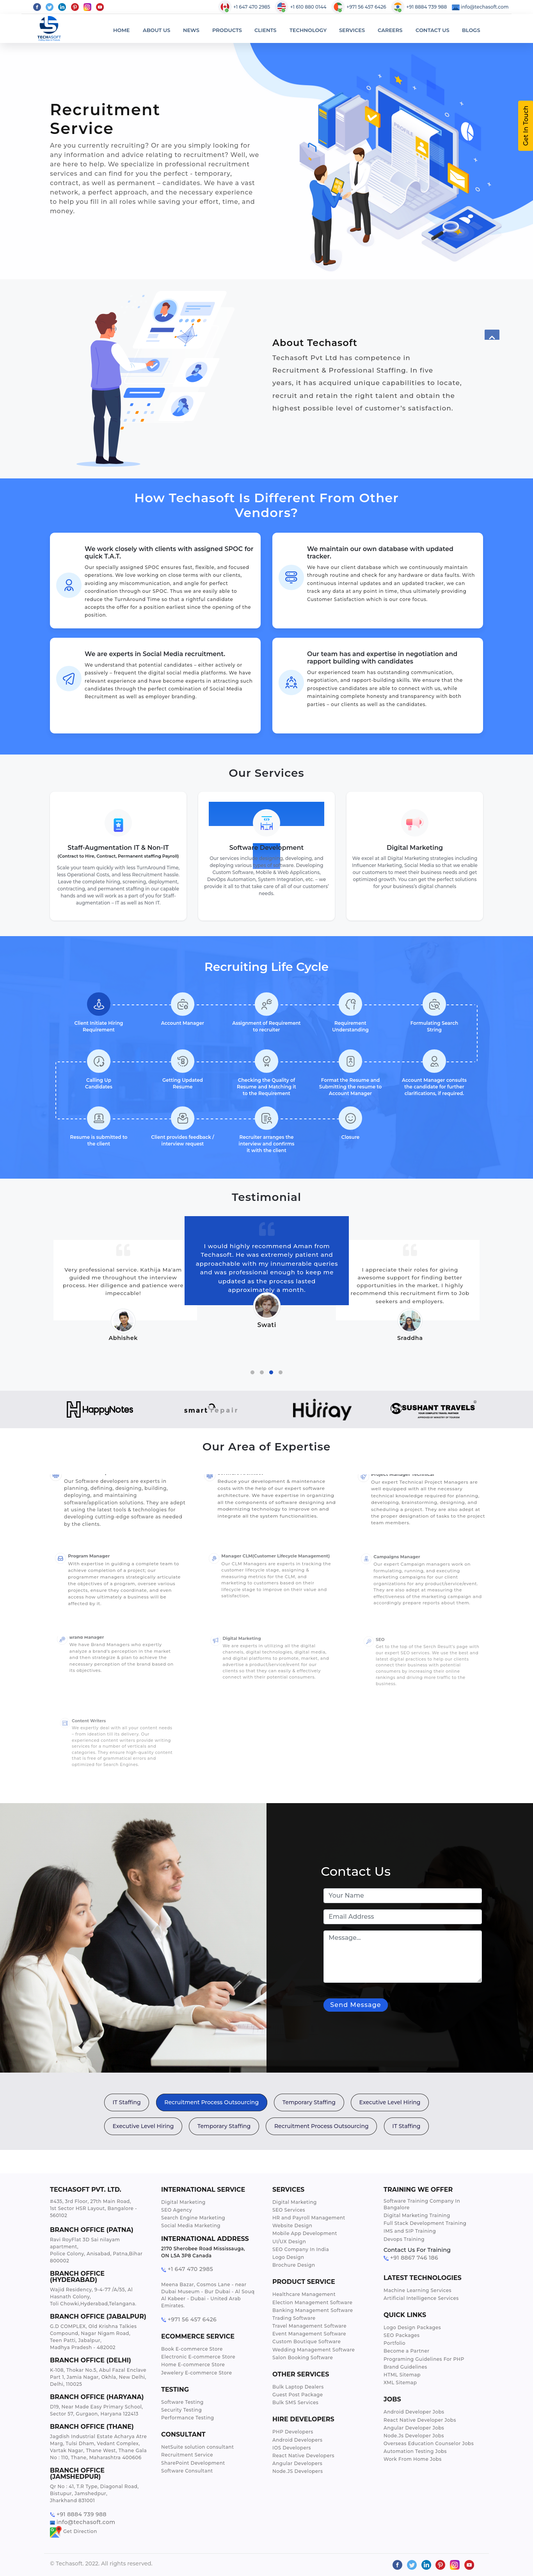 +1 647 470 2985
+1 610 880 0144
+971 56 457 6426
+91 8884 739 988
info@techasoft.com
TECHASOFT
HOME
ABOUT US
NEWS
PRODUCTS
CLIENTS
TECHNOLOGY
SERVICES
CAREERS
CONTACT US
BLOGS
Get In Touch
Recruitment
Service
Are you currently recruiting? Or are you simply looking for
any information and advice relating to recruitment? Well, we
are here to help. We specialize in professional recruitment
services and can find for you the perfect - temporary,
contract, as well as permanent – candidates. We have a vast
network, a perfect approach, and the necessary experience
to help you fill in all roles while saving your effort, time, and
money.
About Techasoft
Techasoft Pvt Ltd has competence in
Recruitment & Professional Staffing. In five
years, it has acquired unique capabilities to locate,
recruit and retain the right talent and obtain the
highest possible level of customer's satisfaction.
How Techasoft Is Different From Other
Vendors?
We work closely with clients with assigned SPOC for
quick T.A.T.
Our specially assigned SPOC ensures fast, flexible, and focused
operations. We love working on close terms with our clients,
avoiding any miscommunication, and angle for perfect
coordination through our SPOC. Thus we are easily able to
reduce the TurnAround Time so that a rightful candidate
accepts the offer for a position earliest since the opening of the
position.
We maintain our own database with updated
tracker.
We have our client database which we continuously maintain
through routine and check for any hardware or data faults. With
continuous internal updates and an updated tracker, we can
track any data at any point in time, thus ultimately providing
Customer Satisfaction which is our core focus.
We are experts in Social Media recruitment.
We understand that potential candidates – either actively or
passively – frequent the digital social media platforms. We have
relevant experience and have become experts in attracting such
candidates through the perfect combination of Social Media
Recruitment as well as employer branding.
Our team has and expertise in negotiation and
rapport building with candidates
Our experienced team has outstanding communication,
negotiation, and rapport-building skills. We ensure that the
prospective candidates are able to connect with us, while
maintaining complete honesty and transparency with both
parties – our clients as well as the candidates.
Our Services
Staff-Augmentation IT & Non-IT
(Contract to Hire, Contract, Permanent staffing Payroll)
Scale your team quickly with less TurnAround Time,
less Operational Costs, and less Recruitment hassle.
Leave the complete hiring, screening, deployment,
contracting, and permanent staffing in our capable
hands and we will work as a part of you for Staff-
augmentation – IT as well as Non IT.
Software Development
Our services include designing, developing, and
deploying various types of software, Developing
Custom Software, Mobile & Web Applications,
DevOps Automation, System Integration, etc. – we
provide it all to that take care of all of our customers'
needs.
Digital Marketing
We excel at all Digital Marketing strategies including
Influencer Marketing, Social Media so that we enable
our customers to meet their business needs and get
optimized growth. You can get the perfect solutions
for your business's digital channels
Recruiting Life Cycle
Client Initiate Hiring
Requirement
Account Manager
Assignment of Requirement
to recruiter
Requirement
Understanding
Formulating Search
String
Calling Up
Candidates
Getting Updated
Resume
Checking the Quality of
Resume and Matching it
to the Requirement
Format the Resume and
Submitting the resume to
Account Manager
Account Manager consults
the candidate for further
clarifications, if required.
Resume is submitted to
the client
Client provides feedback /
interview request
Recruiter arranges the
interview and confirms
it with the client
Closure
Testimonial
Very professional service. Kathija Ma'am
guided me throughout the interview
process. Her diligence and patience were
impeccable!
Abhishek
I would highly recommend Aman from
Techasoft. He was extremely patient and
approachable with my innumerable queries
and was professional enough to keep me
updated as the process lasted
approximately a month.
Swati
I appreciate their roles for giving
awesome support for finding better
opportunities in the market, I highly
recommend this recruitment firm to Job
seekers and employers.
Sraddha
HappyNotes
smart repair
Hurray
SUSHANT TRAVELS
Our Area of Expertise
Our Software developers are experts in
planning, defining, designing, building,
deploying, and maintaining
software/application solutions. They are adept
at using the latest tools & technologies for
developing cutting edge software as needed
by the clients.
Reduce your development & maintenance
costs with the help of our expert software
architecture. We have expertise in organizing
all the components of software designing and
modernizing technology to improve on and
integrate all the system functionalities.
Project Manager Technical
Our expert Technical Project Managers are
well equipped with all the necessary
technical knowledge required for planning,
developing, brainstorming, designing, and
scheduling a project. They are also adept at
the proper designation of tasks to the project
team members.
Program Manager
With expertise in guiding a complete team to
achieve completion of a project; our
programmer managers strategically articulate
the objectives of a program, oversee various
projects, ensure they coordinate, and even
access how ultimately a business will be
affected by it.
Manager CLM(Customer Lifecycle Management)
Our CLM Managers are experts in tracking the
customer lifecycle stage, assigning &
measuring metrics for the CLM, and
marketing to customers based on their
lifecycle stage to improve on their value and
satisfaction.
Campaigns Manager
Our expert Campaign managers-work on
formulating, running, and executing
marketing campaigns for our client
organizations for any product/service/event.
They are also adept at measuring the
effectiveness of the marketing campaign and
accordingly prepare reports about them.
Brand Manager
We have Brand Managers who expertly
analyze a brand's perception in the market
and then strategize & plan to achieve the
necessary perception of the brand based on
its objectives.
Digital Marketing
We are experts in utilizing all the digital
channels, digital technologies, digital media,
and digital platforms to promote, market, and
advertise a product/service/event for our
clients so that they can easily & effectively
connect with their potential consumers.
SEO
Get to the top of the Serch Result's page with
our expert SEO services. We use the best and
latest digital practices to help our clients
connect their business with potential
consumers by increasing their online
rankings and driving more traffic to the
business.
Content Writers
We expertly deal with all your content needs
- from ideation till its delivery. Our
experienced content writers provide writing
services for a number of verticals and
categories. They ensure high-quality content
that is free of grammatical errors and
optimized for Search Engines.
Contact Us
Your Name
Email Address
Message...
Send Message
IT Staffing
Recruitment Process Outsourcing
Temporary Staffing
Executive Level Hiring
Executive Level Hiring
Temporary Staffing
Recruitment Process Outsourcing
IT Staffing
TECHASOFT PVT. LTD.
#435, 3rd Floor, 27th Main Road,
1st Sector HSR Layout, Bangalore -
560102
BRANCH OFFICE (PATNA)
Ravi RoyFlat 3D Sai nilayam
apartment,
Police Colony, Anisabad, Patna,Bihar
800002
BRANCH OFFICE
(HYDERABAD)
Wajid Residency, 9-4-77 /A/55, Al
Hasnath Colony,
Toli Chowki,Hyderabad,Telangana.
BRANCH OFFICE (JABALPUR)
G.D COMPLEX, Old Krishna Talkies
Compound, Nagar Nigam Road,
Teen Patti, Jabalpur,
Madhya Pradesh - 482002
BRANCH OFFICE (DELHI)
K-108, Thokar No.5, Abul Fazal Enclave
Part 1, Jamia Nagar, Okhla, New Delhi,
Delhi, 110025
BRANCH OFFICE (HARYANA)
D19, Near Made Easy Primary School,
Sector 57, Gurgaon, Haryana 122413
BRANCH OFFICE (THANE)
Jagdish Industrial Estate Acharya Atre
Marg, Tulsi Dham, Vedant Complex,
Vartak Nagar, Thane West, Thane Gala
No : 110, Thane, Maharashtra 400606
BRANCH OFFICE
(JAMSHEDPUR)
Qr No : 41, T.R Type, Diagonal Road,
Bistupur, Jamshedpur,
Jharkhand 831001
+91 8884 739 988
info@techasoft.com
Get Direction
INTERNATIONAL SERVICE
Digital Marketing
SEO Agency
Search Engine Marketing
Social Media Marketing
INTERNATIONAL ADDRESS
2170 Sherobee Road Mississauga,
ON L5A 3P8 Canada
+1 647 470 2985
Meena Bazar, Cosmos Lane - near
Dubai Museum - Bur Dubai - Al Souq
Al Kabeer - Dubai - United Arab
Emirates.
+971 56 457 6426
ECOMMERCE SERVICE
Book E-commerce Store
Electronic E-commerce Store
Home E-commerce Store
Jewelery E-commerce Store
TESTING
Software Testing
Security Testing
Performance Testing
CONSULTANT
NetSuite solution consultant
Recruitment Service
SharePoint Development
Software Consultant
SERVICES
Digital Marketing
SEO Services
HR and Payroll Management
Website Design
Mobile App Development
UI/UX Design
SEO Company In India
Logo Design
Brochure Design
PRODUCT SERVICE
Healthcare Management
Election Management Software
Banking Management Software
Trading Software
Travel Management Software
Event Management Software
Wedding Management Software
Custom Boutique Software
Salon Booking Software
OTHER SERVICES
Bulk Laptop Dealers
Guest Post Package
Bulk SMS Services
HIRE DEVELOPERS
PHP Developers
Android Developers
IOS Developers
React Native Developers
Angular Developers
Node.JS Developers
TRAINING WE OFFER
Software Training Company In
Bangalore
Digital Marketing Training
Full Stack Development Training
IMS and SIP Training
Devops Training
Contact Us For Training
+91 8867 746 186
LATEST TECHNOLOGIES
Machine Learning Services
Artificial Intelligence Services
QUICK LINKS
Logo Design Packages
SEO Packages
Portfolio
Become a Partner
Programing Guidelines For PHP
Brand Guidelines
HTML Sitemap
XML Sitemap
JOBS
Android Developer Jobs
React Native Developer Jobs
Angular Developer Jobs
Node.Js Developer Jobs
Overseas Education Counselor Jobs
Automation Testing Jobs
Work From Home Jobs
© Techasoft. 2022. All rights reserved.